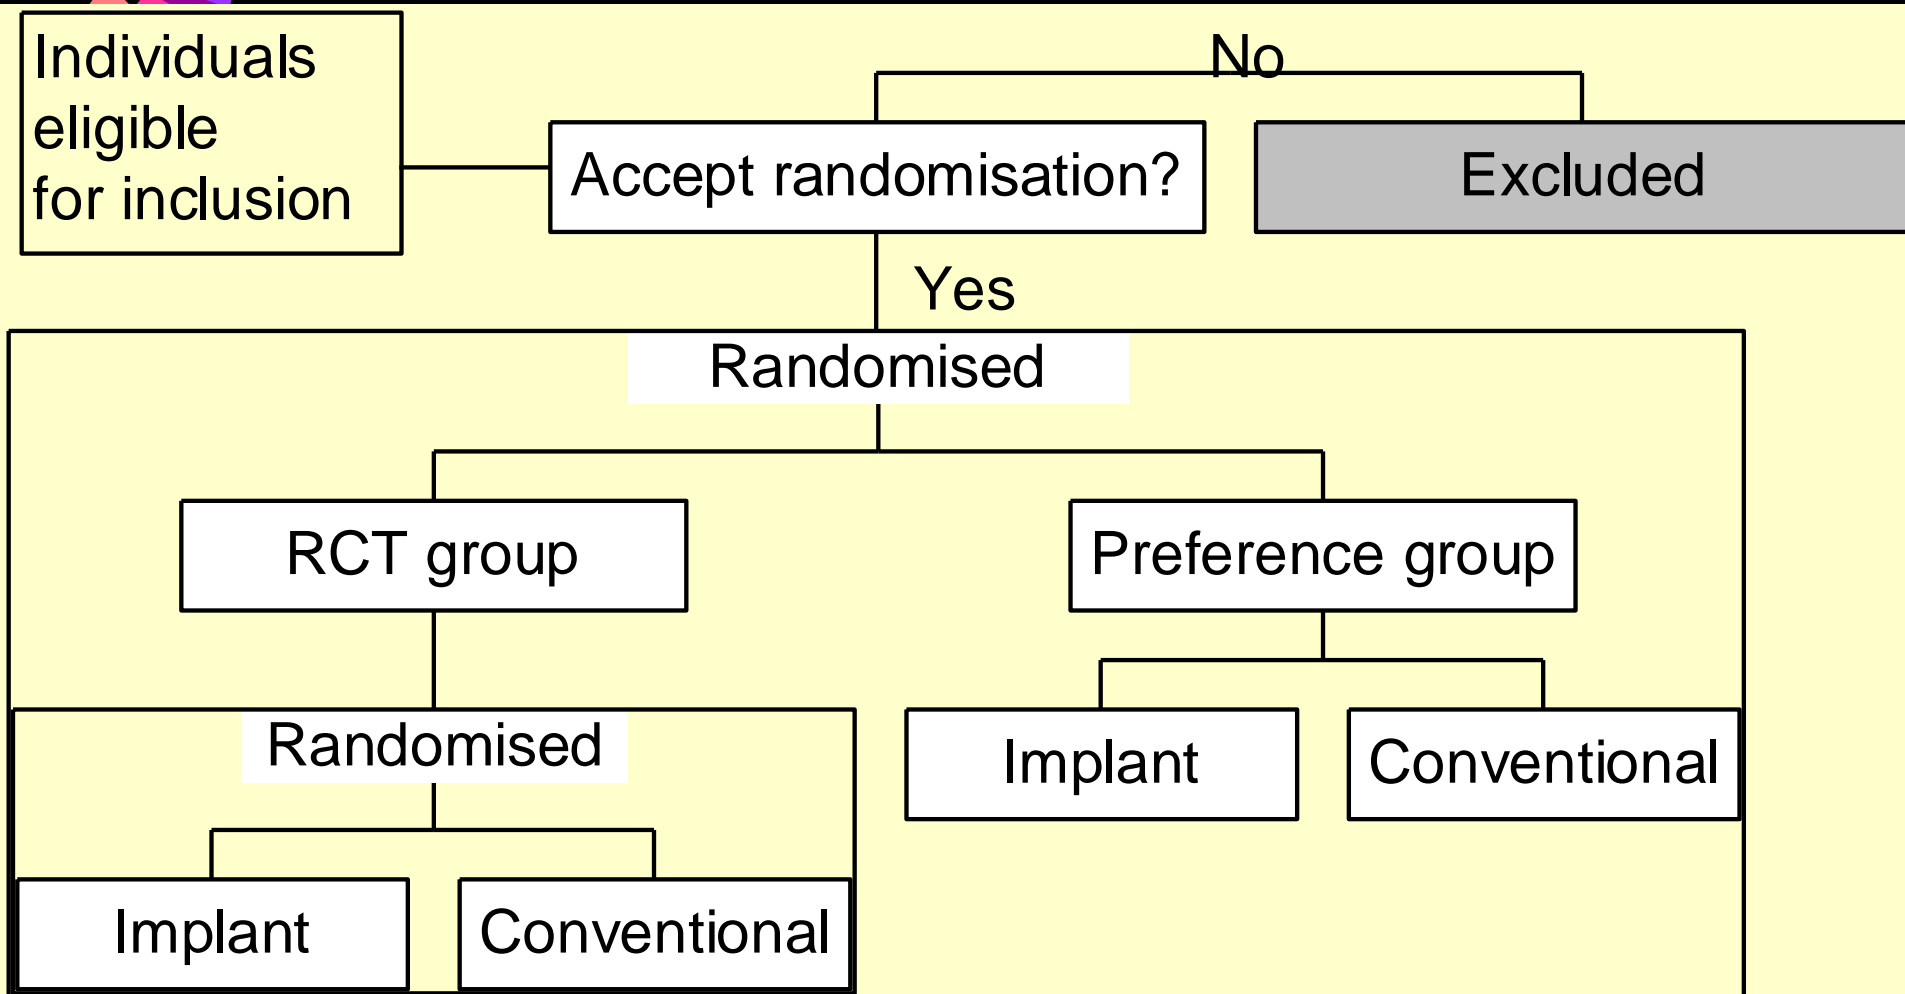 Individuals
eligible
for inclusion
No
Accept randomisation?
Excluded
Yes
Randomised
RCT group
Preference group
Randomised
Implant
Conventional
Implant
Conventional